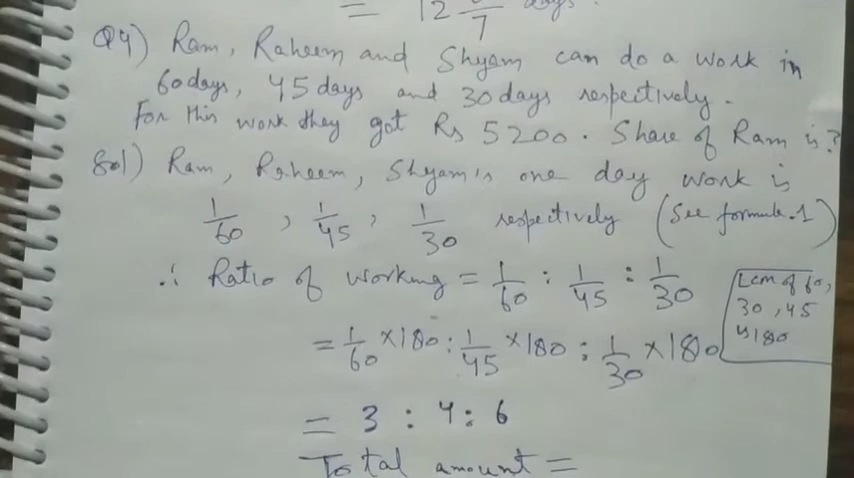 = 12 6/7 days.
Q4) Ram, Raheem and Shyam can do a work in
60 days, 45 days and 30 days respectively.
For this work they got Rs 5200. Share of Ram is?
Sol) Ram, Raheem, Shyam's one day work is
1/60, 1/45, 1/30 respectively (See formula.1)
∴ Ratio of working = 1/60 : 1/45 : 1/30
Lcm of 60,
30, 45
is 180
= 1/60 × 180 : 1/45 × 180 : 1/30 × 180
= 3 : 4 : 6
Total amount =